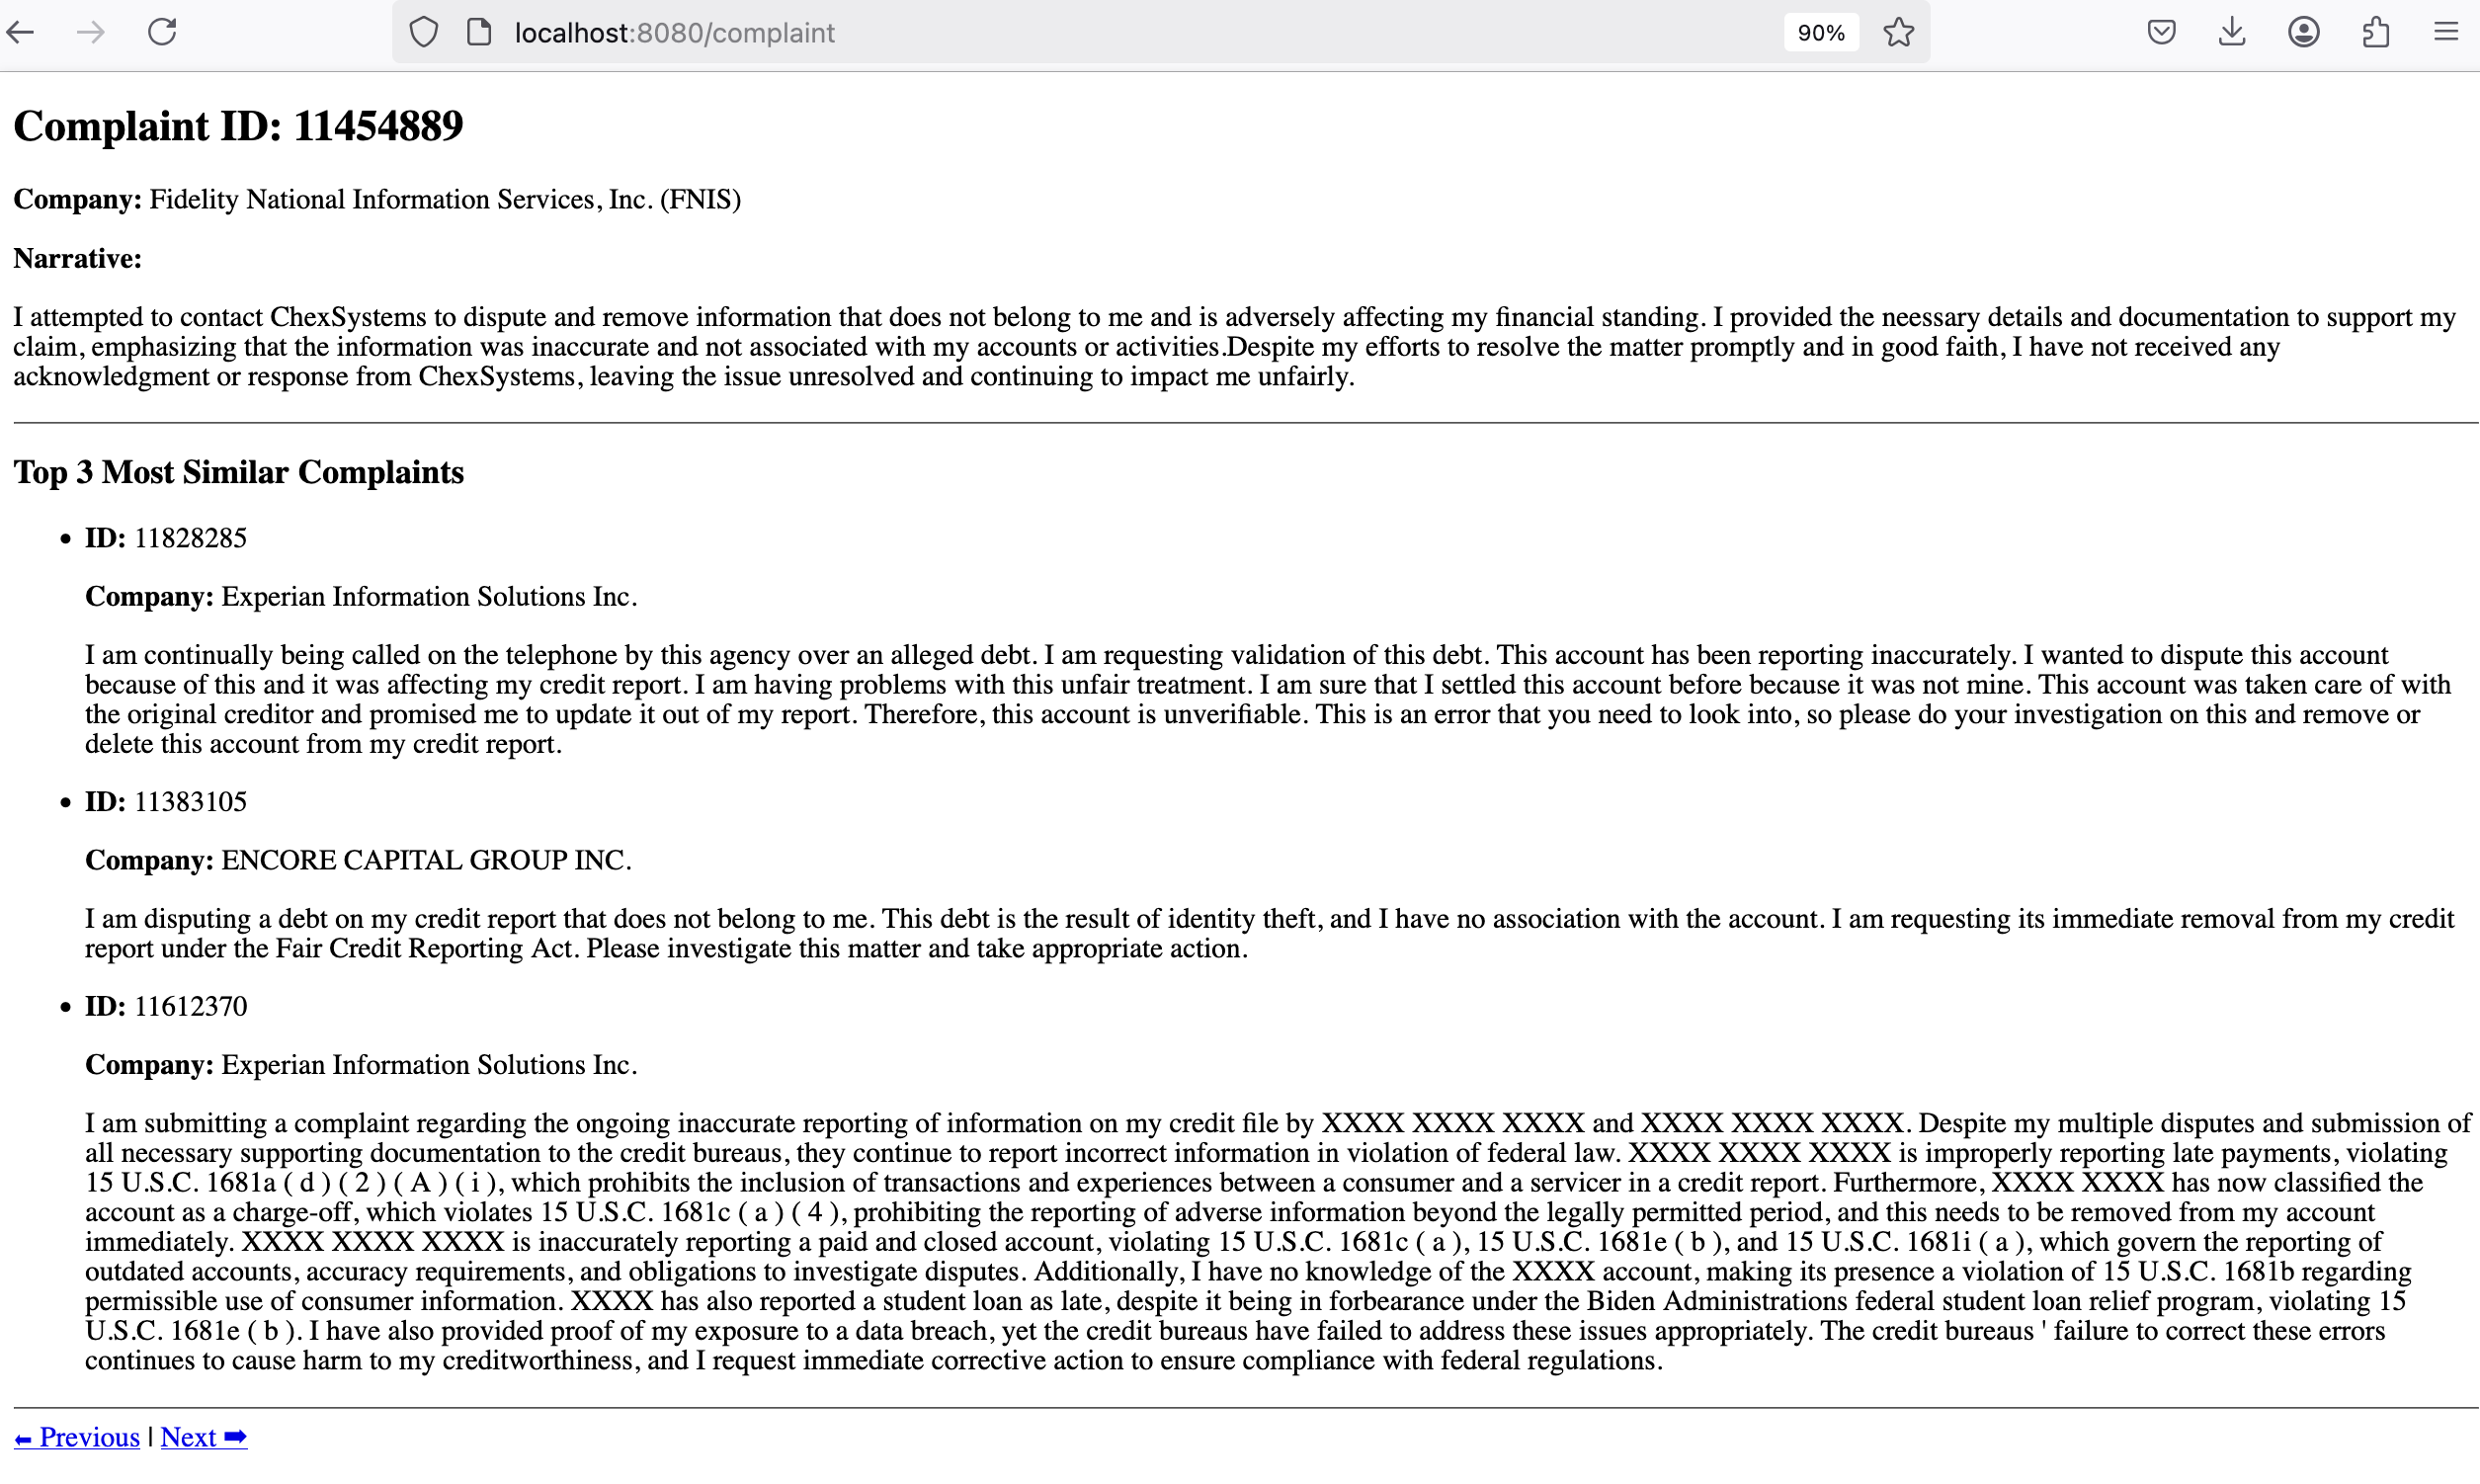 localhost:8080/complaint
90%
Complaint ID: 11454889
Company: Fidelity National Information Services, Inc. (FNIS)
Narrative:
I attempted to contact ChexSystems to dispute and remove information that does not belong to me and is adversely affecting my financial standing. I provided the neessary details and documentation to support my
claim, emphasizing that the information was inaccurate and not associated with my accounts or activities.Despite my efforts to resolve the matter promptly and in good faith, I have not received any
acknowledgment or response from ChexSystems, leaving the issue unresolved and continuing to impact me unfairly.
Top 3 Most Similar Complaints
• ID: 11828285
Company: Experian Information Solutions Inc.
I am continually being called on the telephone by this agency over an alleged debt. I am requesting validation of this debt. This account has been reporting inaccurately. I wanted to dispute this account
because of this and it was affecting my credit report. I am having problems with this unfair treatment. I am sure that I settled this account before because it was not mine. This account was taken care of with
the original creditor and promised me to update it out of my report. Therefore, this account is unverifiable. This is an error that you need to look into, so please do your investigation on this and remove or
delete this account from my credit report.
• ID: 11383105
Company: ENCORE CAPITAL GROUP INC.
I am disputing a debt on my credit report that does not belong to me. This debt is the result of identity theft, and I have no association with the account. I am requesting its immediate removal from my credit
report under the Fair Credit Reporting Act. Please investigate this matter and take appropriate action.
• ID: 11612370
Company: Experian Information Solutions Inc.
I am submitting a complaint regarding the ongoing inaccurate reporting of information on my credit file by XXXX XXXX XXXX and XXXX XXXX XXXX. Despite my multiple disputes and submission of
all necessary supporting documentation to the credit bureaus, they continue to report incorrect information in violation of federal law. XXXX XXXX XXXX is improperly reporting late payments, violating
15 U.S.C. 1681a ( d ) ( 2 ) ( A ) ( i ), which prohibits the inclusion of transactions and experiences between a consumer and a servicer in a credit report. Furthermore, XXXX XXXX has now classified the
account as a charge-off, which violates 15 U.S.C. 1681c ( a ) ( 4 ), prohibiting the reporting of adverse information beyond the legally permitted period, and this needs to be removed from my account
immediately. XXXX XXXX XXXX is inaccurately reporting a paid and closed account, violating 15 U.S.C. 1681c ( a ), 15 U.S.C. 1681e ( b ), and 15 U.S.C. 1681i ( a ), which govern the reporting of
outdated accounts, accuracy requirements, and obligations to investigate disputes. Additionally, I have no knowledge of the XXXX account, making its presence a violation of 15 U.S.C. 1681b regarding
permissible use of consumer information. XXXX has also reported a student loan as late, despite it being in forbearance under the Biden Administrations federal student loan relief program, violating 15
U.S.C. 1681e ( b ). I have also provided proof of my exposure to a data breach, yet the credit bureaus have failed to address these issues appropriately. The credit bureaus ' failure to correct these errors
continues to cause harm to my creditworthiness, and I request immediate corrective action to ensure compliance with federal regulations.
⬅ Previous | Next ➡